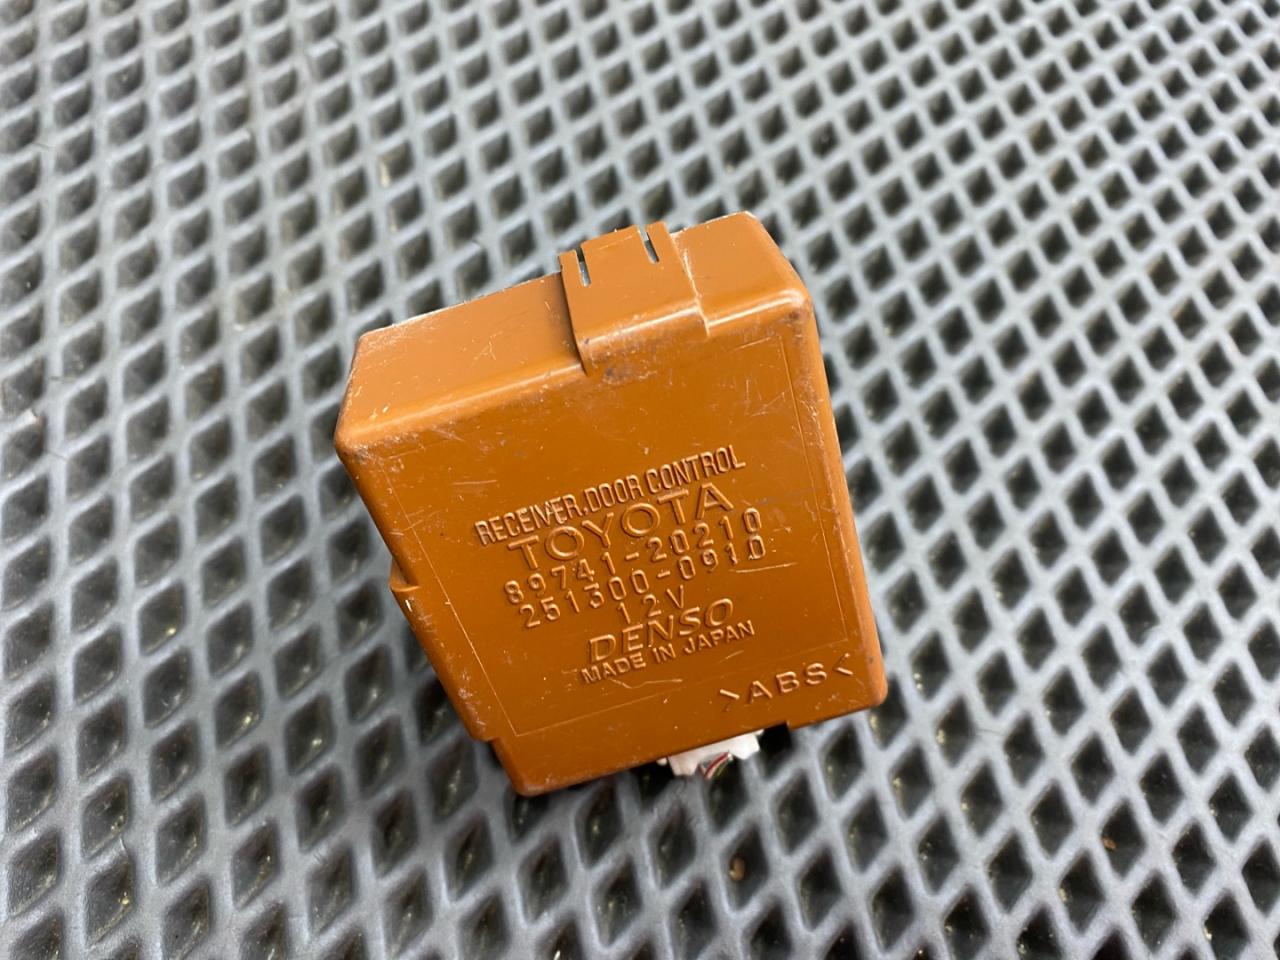 RECEIVER,DOOR CONTROL
TOYOTA
89741-20210
251300-0910
12V
DENSO
MADE IN JAPAN
>ABS<